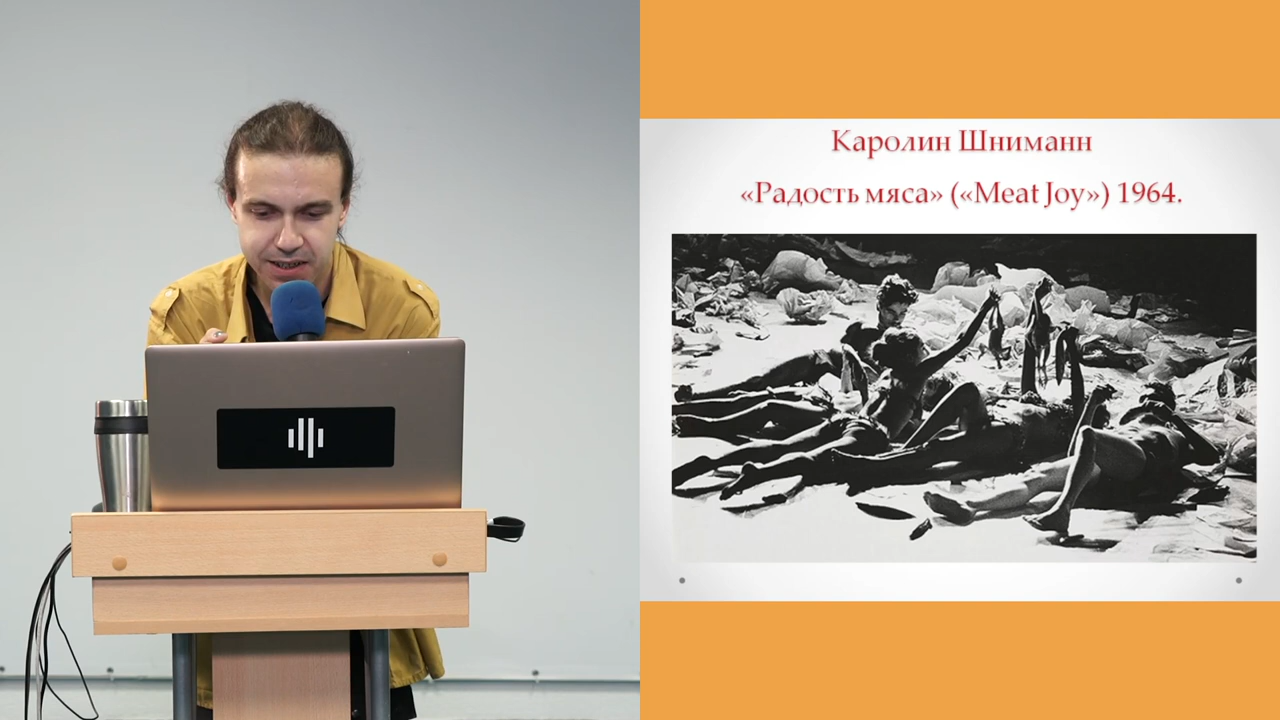 Каролин Шниманн
«Радость мяса» («Meat Joy») 1964.